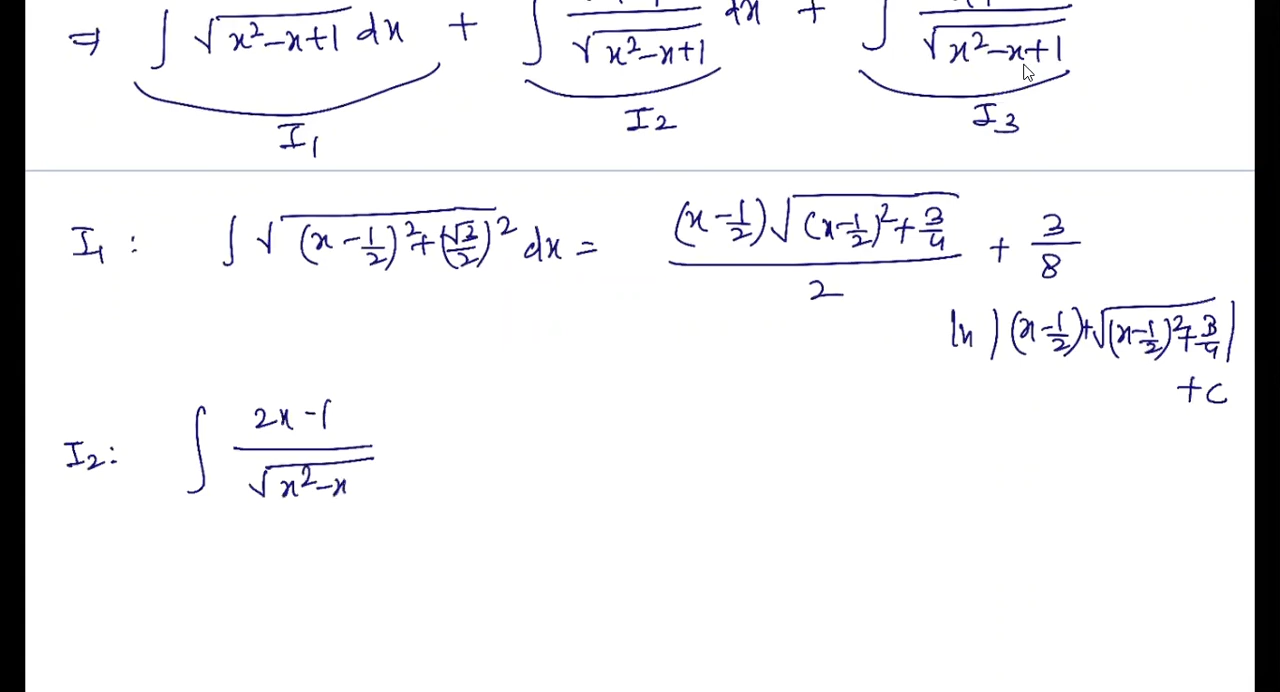 ⇒ ∫ √(x²-x+1) dx + ∫ / √(x²-x+1) dx + ∫ / √(x²-x+1)
I₁ I₂ I₃
I₁ : ∫ √((x-1/2)²+(√3/2)²) dx = (x-1/2)√((x-1/2)²+3/4) / 2 + 3/8
ln |(x-1/2)+√((x-1/2)²+3/4)|
+c
I₂: ∫ 2x-1 / √(x²-x